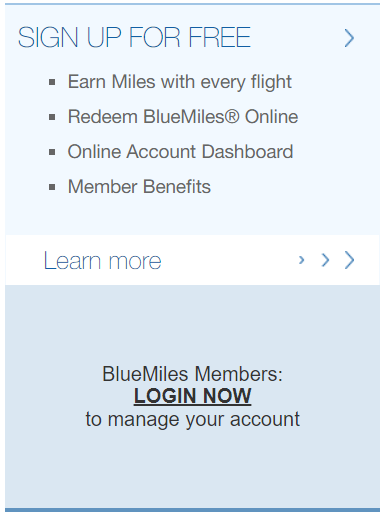 SIGN UP FOR FREE
Earn Miles with every flight
Redeem BlueMiles® Online
Online Account Dashboard
Member Benefits
Learn more
BlueMiles Members:
LOGIN NOW
to manage your account